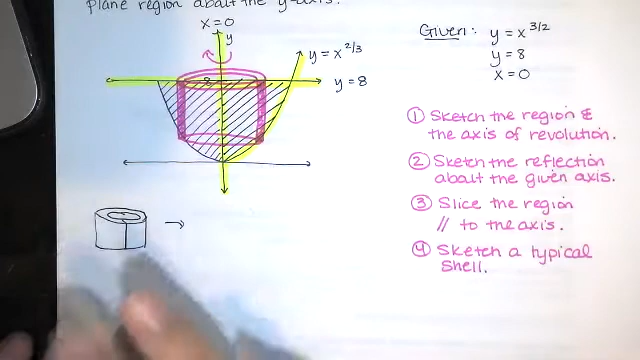 plane region about the y-axis.
x=0
y
y = x^2/3
8
y = 8
Given: y = x^3/2
y = 8
x = 0
① Sketch the region &
the axis of revolution.
② Sketch the reflection
about the given axis.
③ Slice the region
// to the axis.
④ Sketch a typical
shell.